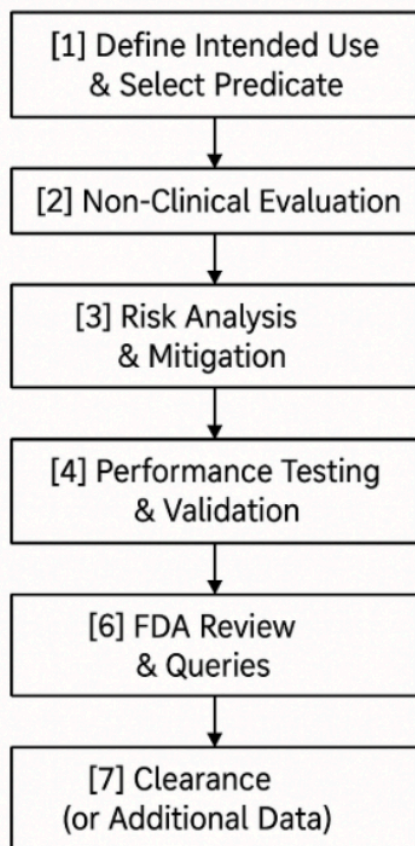 [1] Define Intended Use
& Select Predicate
[2] Non-Clinical Evaluation
[3] Risk Analysis
& Mitigation
[4] Performance Testing
& Validation
[6] FDA Review
& Queries
[7] Clearance
(or Additional Data)